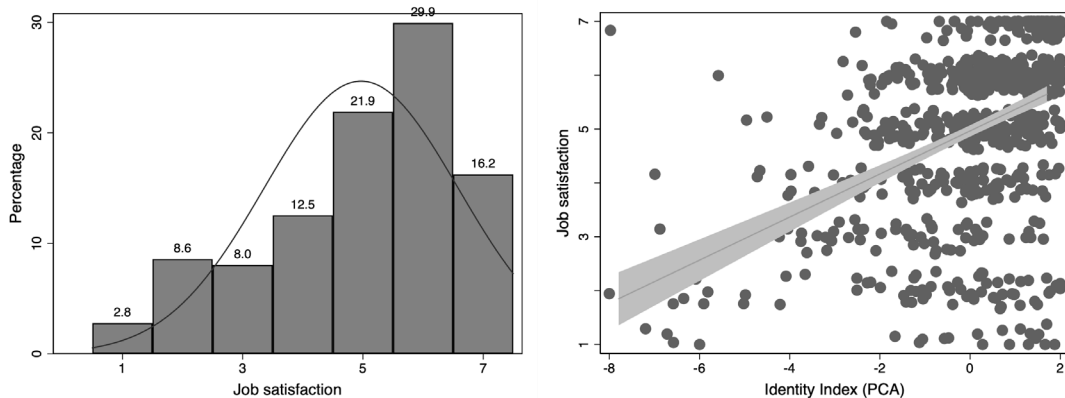 30
20
10
0
Percentage
2.8
8.6
8.0
12.5
21.9
29.9
16.2
1 3 5 7
Job satisfaction
7
5
3
1
Job satisfaction
-8 -6 -4 -2 0 2
Identity Index (PCA)